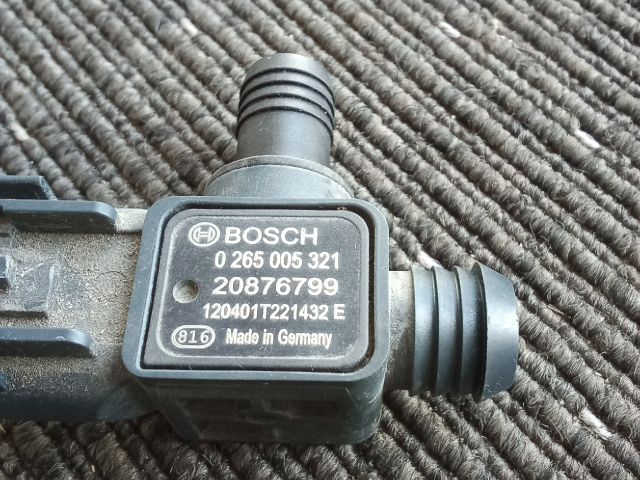 BOSCH
0 265 005 321
20876799
120401T221432 E
816 Made in Germany